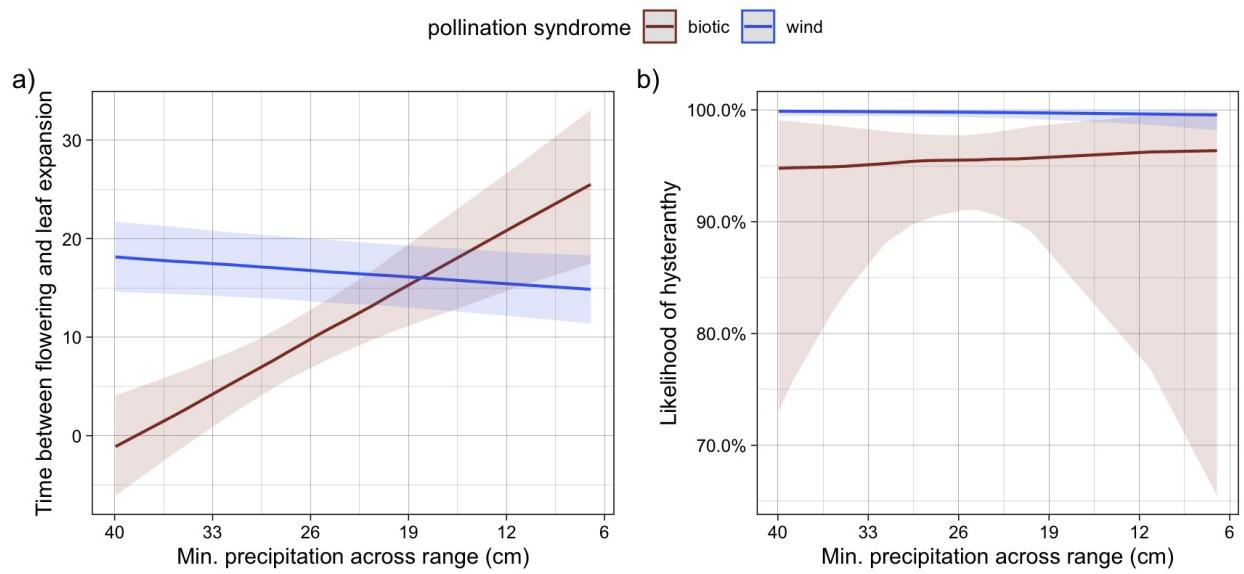 pollination syndrome biotic wind
a)
Time between flowering and leaf expansion
30
20
10
0
40 33 26 19 12 6
Min. precipitation across range (cm)
b)
Likelihood of hysteranthy
100.0%
90.0%
80.0%
70.0%
40 33 26 19 12 6
Min. precipitation across range (cm)